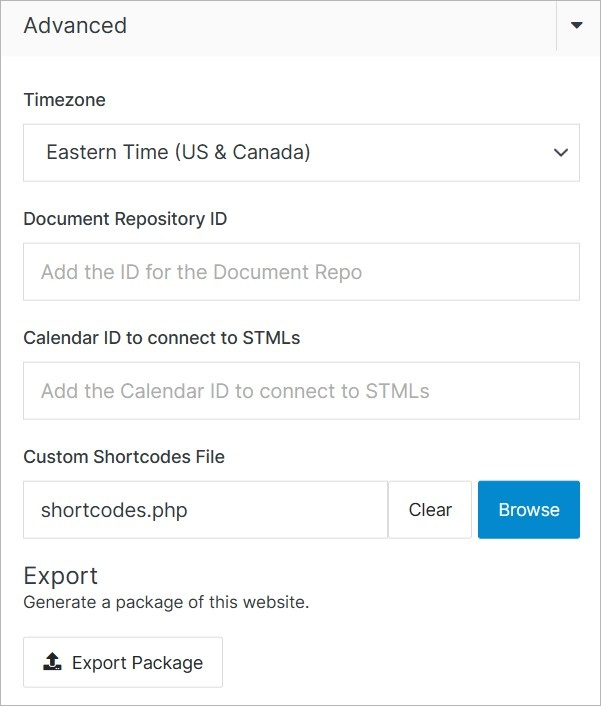 Advanced
Timezone
Eastern Time (US & Canada)
Document Repository ID
Add the ID for the Document Repo
Calendar ID to connect to STMLs
Add the Calendar ID to connect to STMLs
Custom Shortcodes File
shortcodes.php Clear Browse
Export
Generate a package of this website.
Export Package